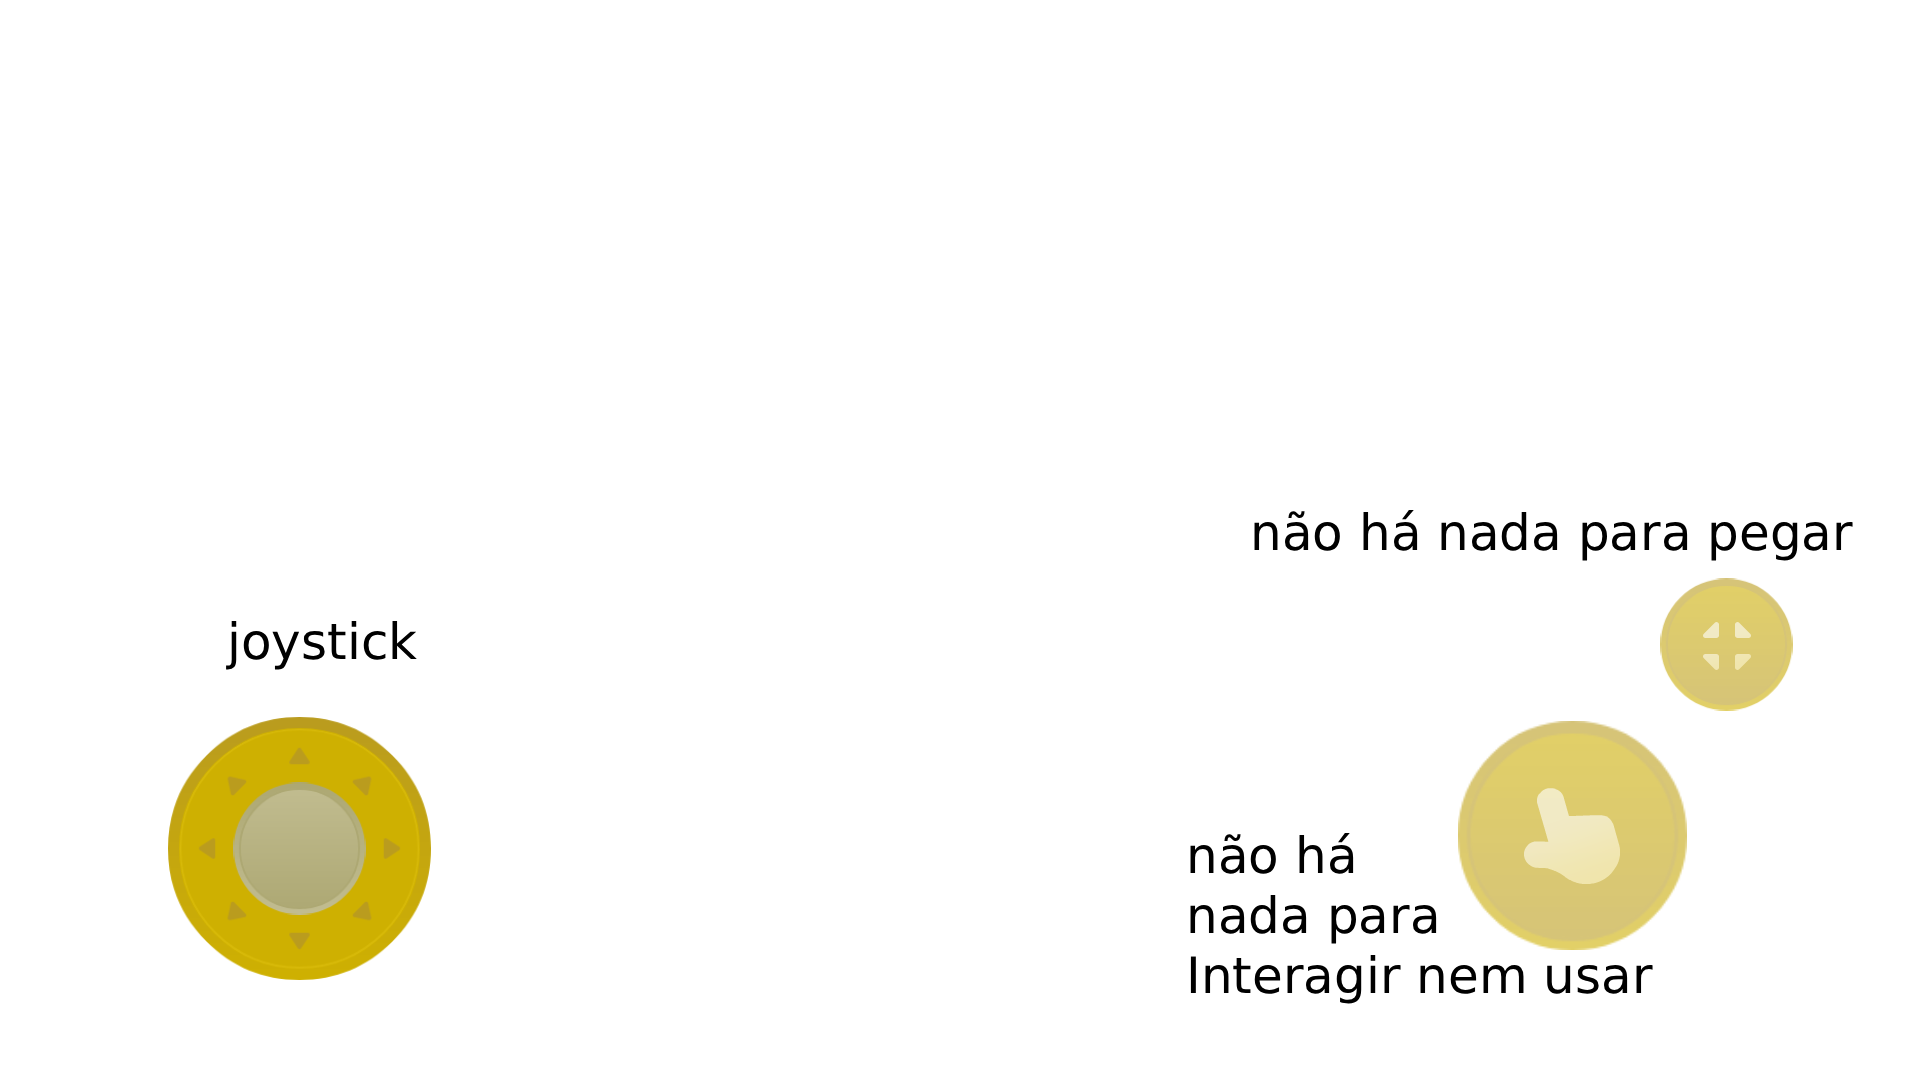 não há nada para pegar
joystick
não há
nada para
Interagir nem usar